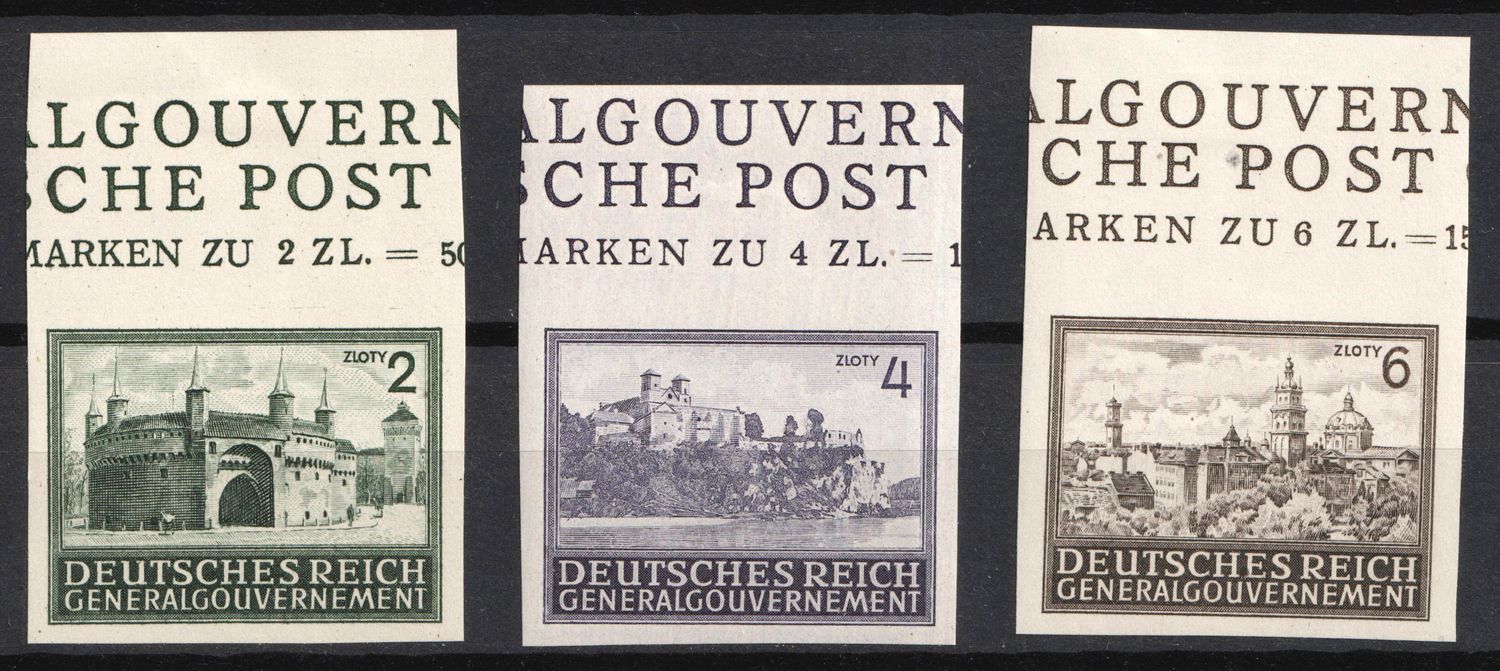 ALGOUVERN
SCHE POST
MARKEN ZU 2 ZL. = 50
ZLOTY 2
DEUTSCHES REICH
GENERALGOUVERNEMENT
ALGOUVERN
SCHE POST
MARKEN ZU 4 ZL. = 1
ZLOTY 4
DEUTSCHES REICH
GENERALGOUVERNEMENT
ALGOUVERN
CHE POST
ARKEN ZU 6 ZL. = 15
ZLOTY 6
DEUTSCHES REICH
GENERALGOUVERNEMENT